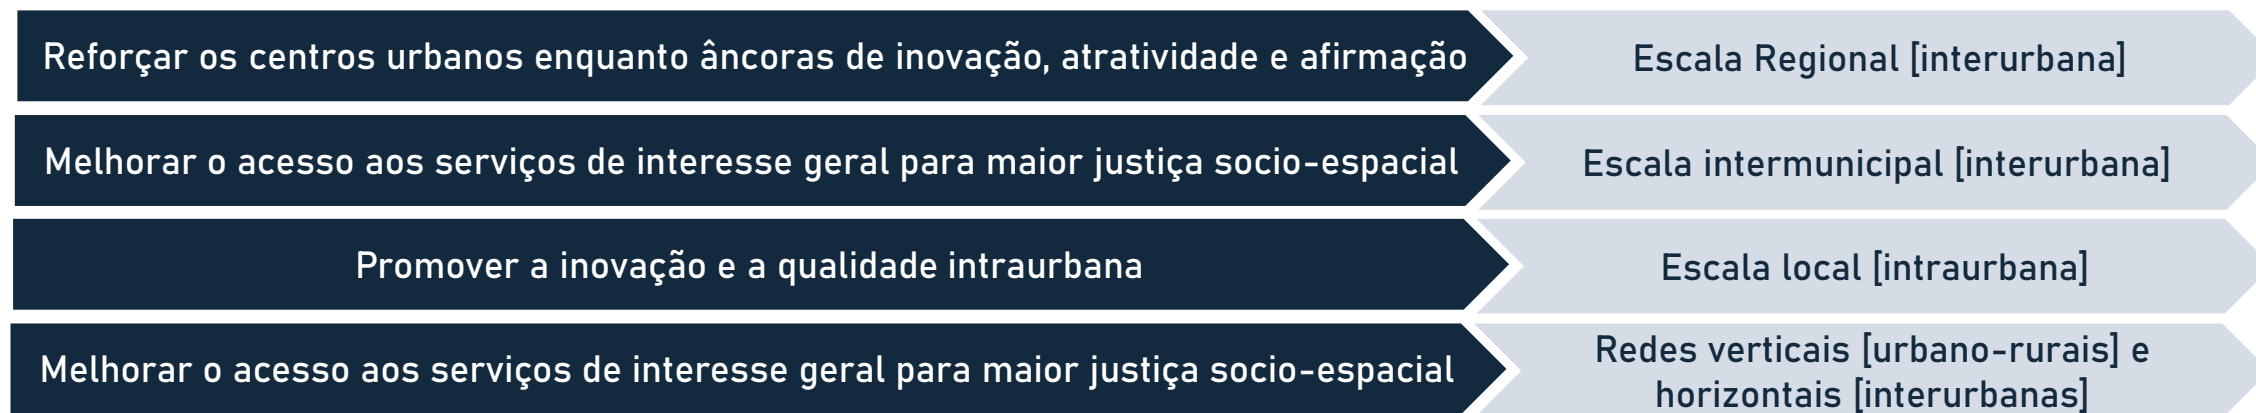 Reforçar os centros urbanos enquanto âncoras de inovação, atratividade e afirmação
Escala Regional [interurbana]
Melhorar o acesso aos serviços de interesse geral para maior justiça socio-espacial
Escala intermunicipal [interurbana]
Promover a inovação e a qualidade intraurbana
Escala local [intraurbana]
Melhorar o acesso aos serviços de interesse geral para maior justiça socio-espacial
Redes verticais [urbano-rurais] e
horizontais [interurbanas]